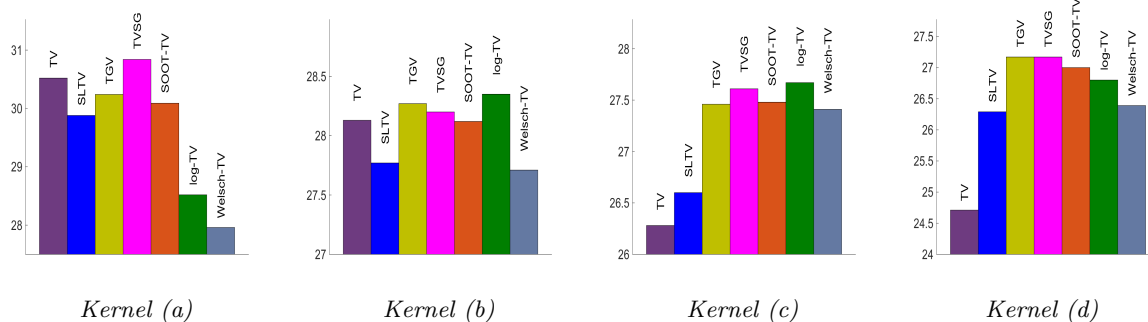 31
30
29
28
TV
SLTV
TGV
TVSG
SOOT-TV
log-TV
Welsch-TV
Kernel (a)
28.5
28
27.5
27
TV
SLTV
TGV
TVSG
SOOT-TV
log-TV
Welsch-TV
Kernel (b)
28
27.5
27
26.5
26
TV
SLTV
TGV
TVSG
SOOT-TV
log-TV
Welsch-TV
Kernel (c)
27.5
27
26.5
26
25.5
25
24.5
24
TV
SLTV
TGV
TVSG
SOOT-TV
log-TV
Welsch-TV
Kernel (d)